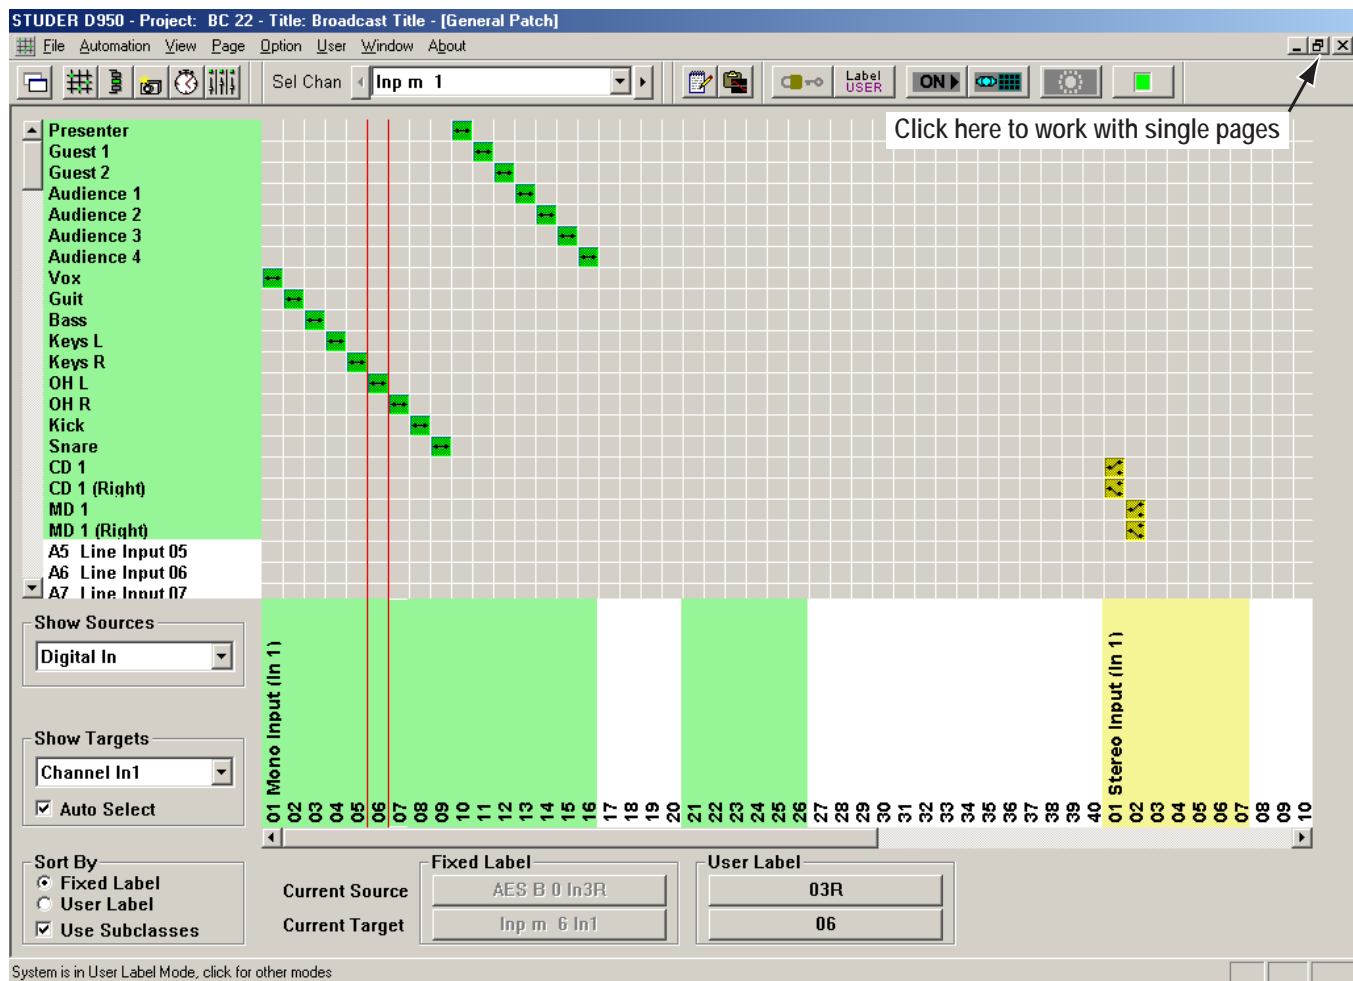 STUDER D950 - Project:  BC 22 - Title: Broadcast Title - [General Patch]
File Automation View Page Option User Window About
Sel Chan Inp m  1 Label USER ON
Click here to work with single pages
Presenter
Guest 1
Guest 2
Audience 1
Audience 2
Audience 3
Audience 4
Vox
Guit
Bass
Keys L
Keys R
OH L
OH R
Kick
Snare
CD 1
CD 1 (Right)
MD 1
MD 1 (Right)
A5  Line Input 05
A6  Line Input 06
A7  Line Input 07
Show Sources
Digital In
Show Targets
Channel In1
Auto Select
01 Mono Input (In 1)
02
03
04
05
06
07
08
09
10
11
12
13
14
15
16
17
18
19
20
21
22
23
24
25
26
27
28
29
30
31
32
33
34
35
36
37
38
39
40
01 Stereo Input (In 1)
02
03
04
05
06
07
08
09
10
Sort By
Fixed Label
User Label
Use Subclasses
Fixed Label User Label
Current Source AES B 0 In3R 03R
Current Target Inp m  6 In1 06
System is in User Label Mode, click for other modes